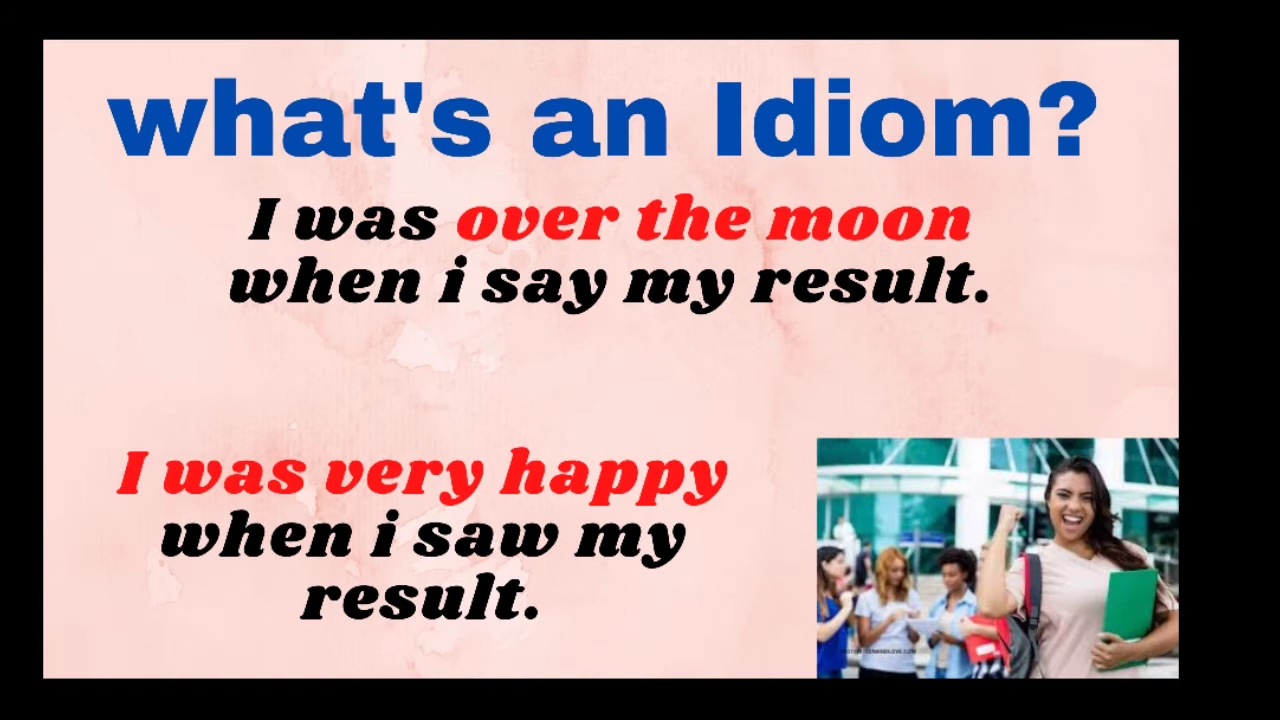 what's an Idiom?
I was over the moon
when i say my result.
I was very happy
when i saw my
result.